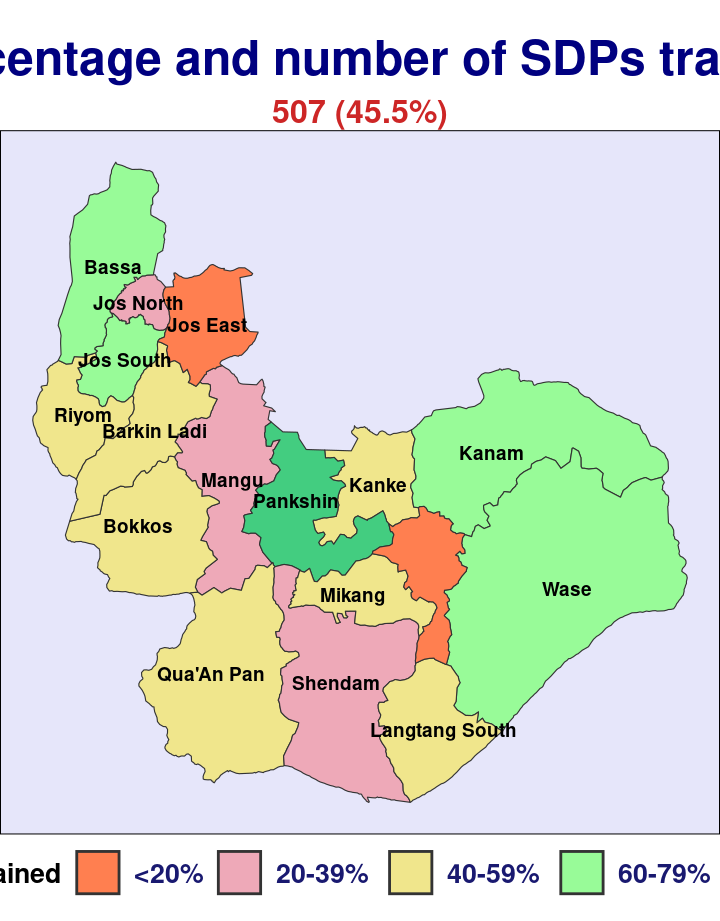 centage and number of SDPs tra
507 (45.5%)
Bassa
Jos North
Jos East
Jos South
Riyom
Barkin Ladi
Kanam
Mangu
Kanke
Pankshin
Bokkos
Wase
Mikang
Qua'An Pan
Shendam
Langtang South
ained <20% 20-39% 40-59% 60-79%